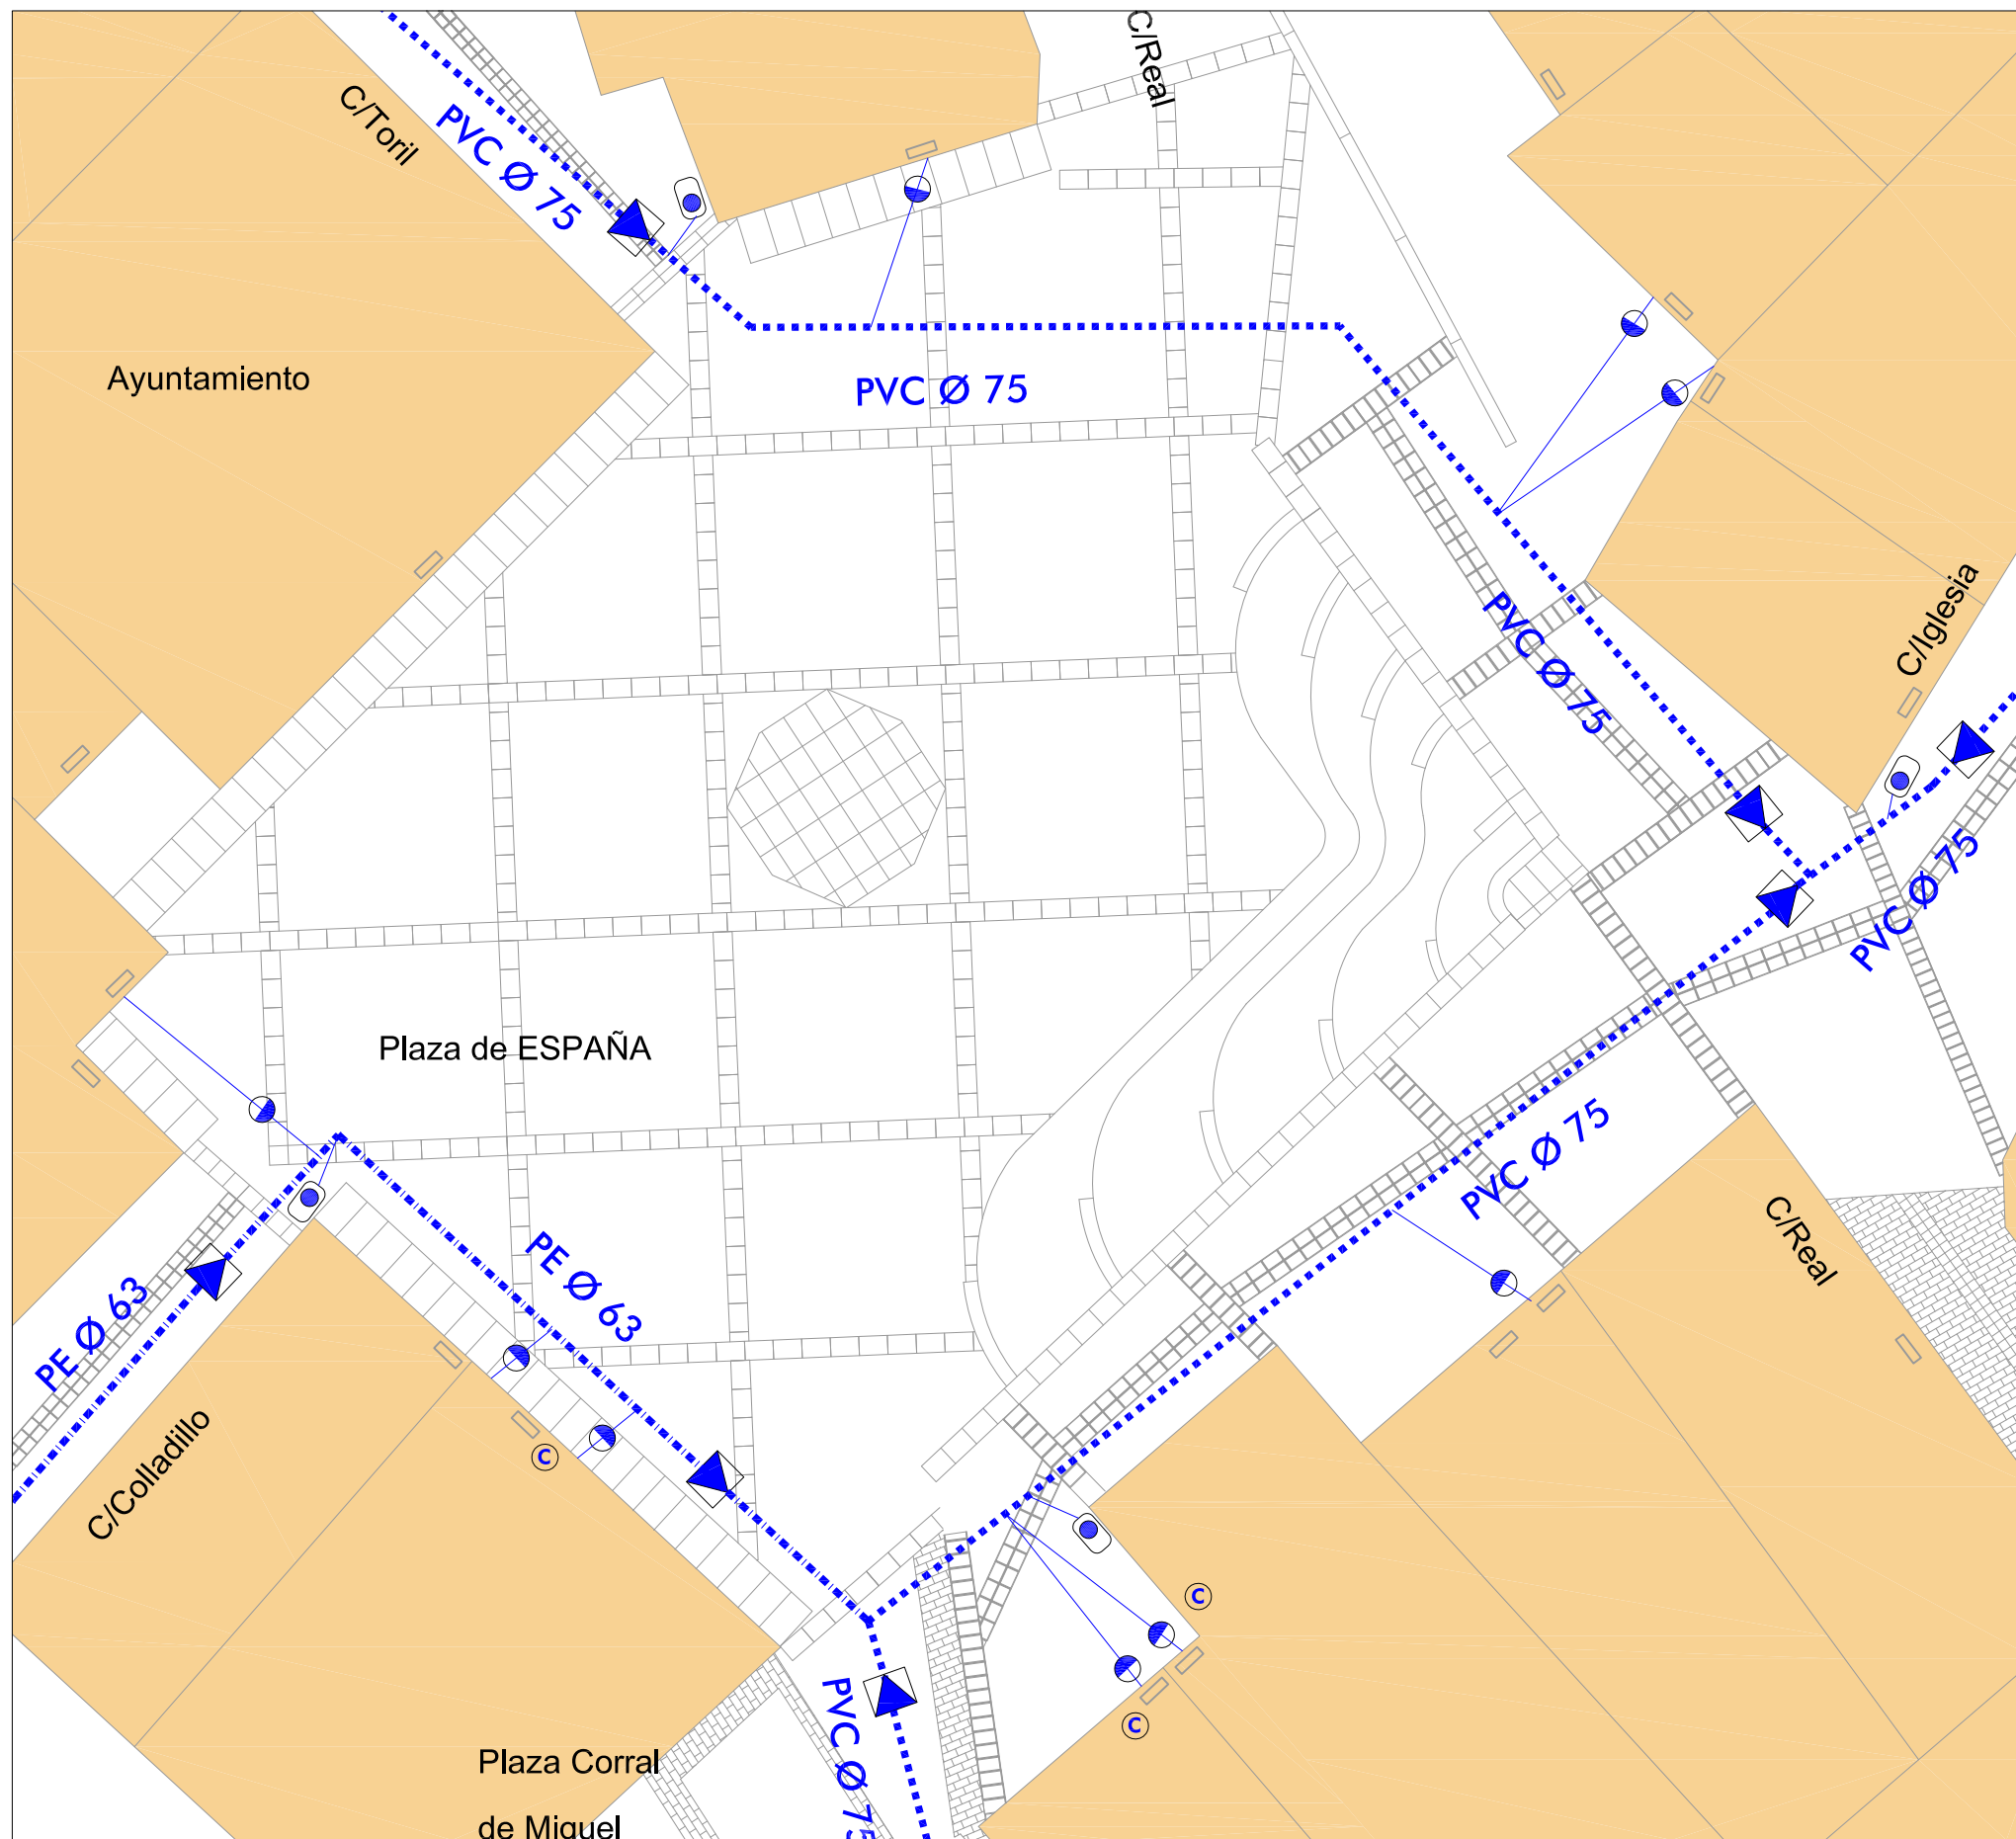 C/Real
C/Toril
PVC Ø 75
Ayuntamiento
PVC Ø 75
C/Iglesia
PVC Ø 75
PVC Ø 75
Plaza de ESPAÑA
PVC Ø 75
C/Real
PE Ø 63
PE Ø 63
C/Colladillo
C
C
C
PVC Ø 75
Plaza Corral
de Miguel